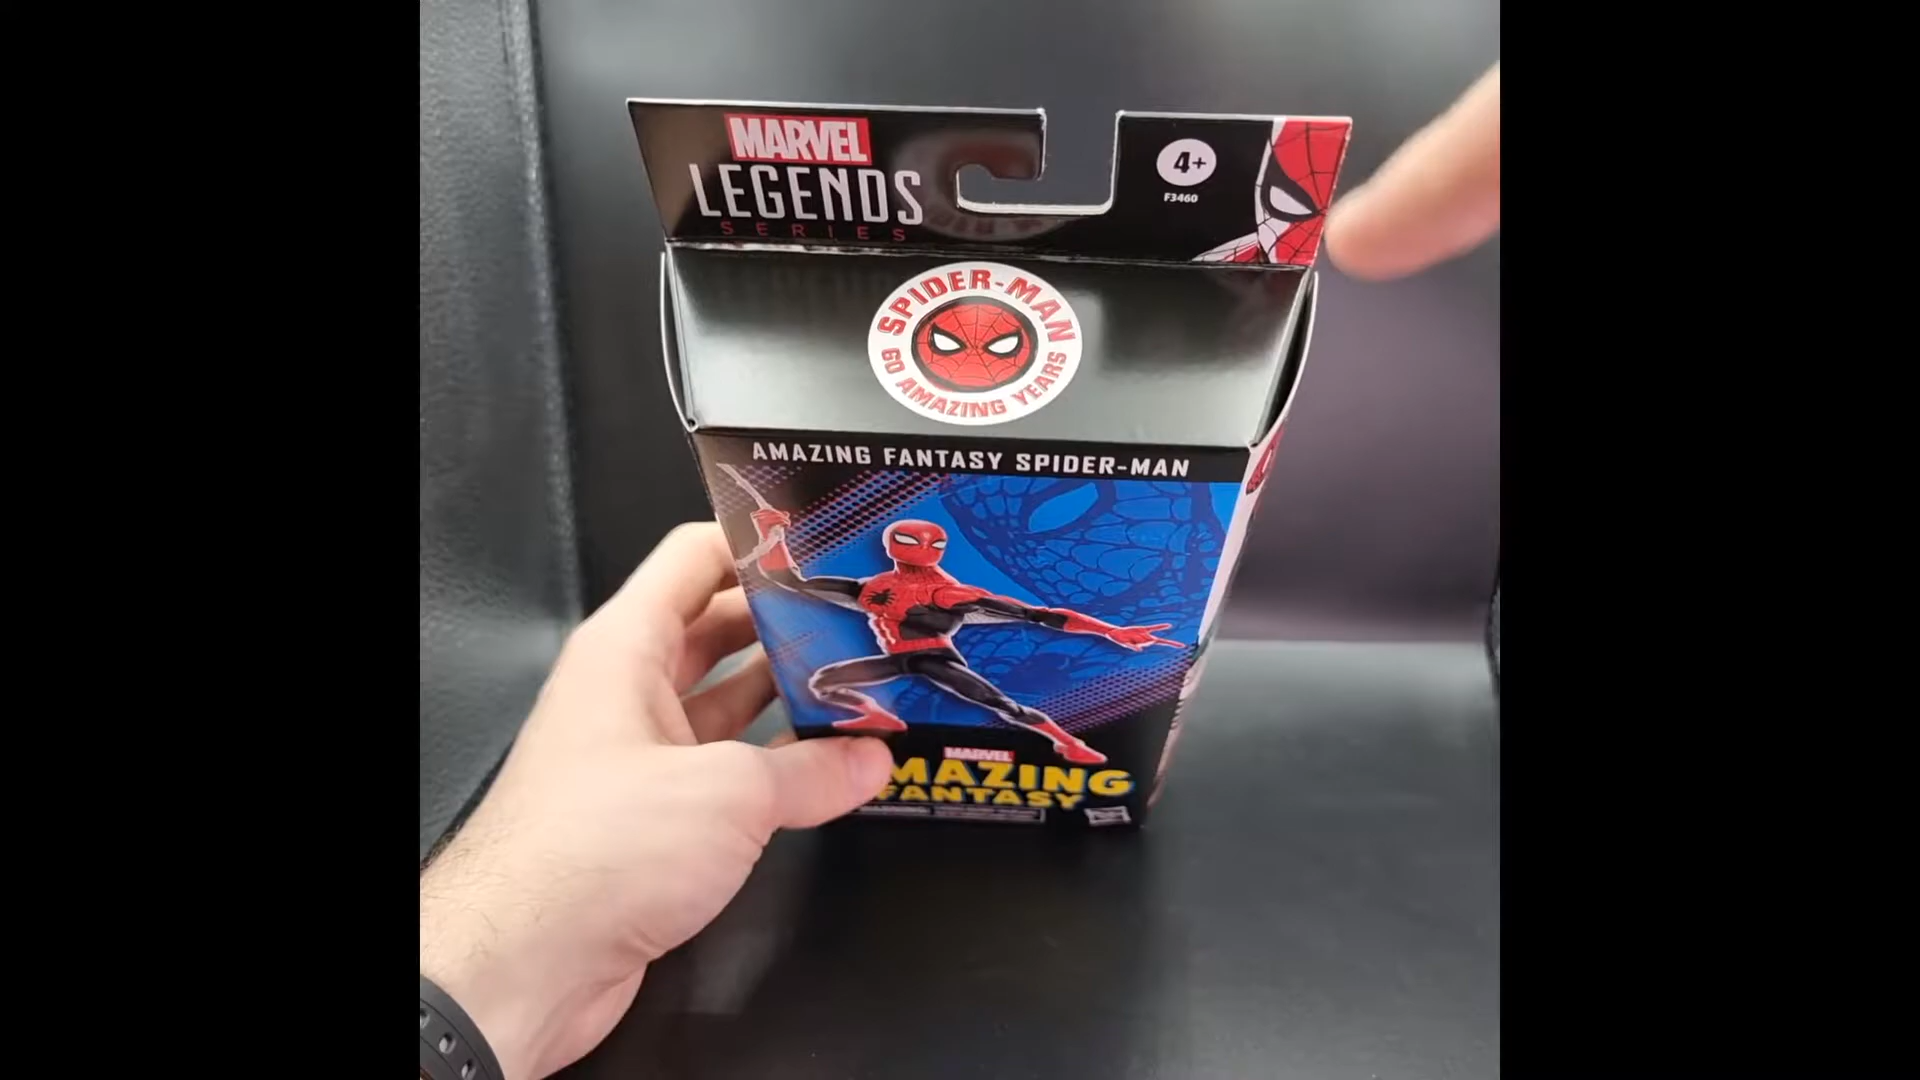 MARVEL
LEGENDS
SERIES
4+
F3460
SPIDER-MAN
60 AMAZING YEARS
AMAZING FANTASY SPIDER-MAN
MARVEL
MAZING
FANTASY